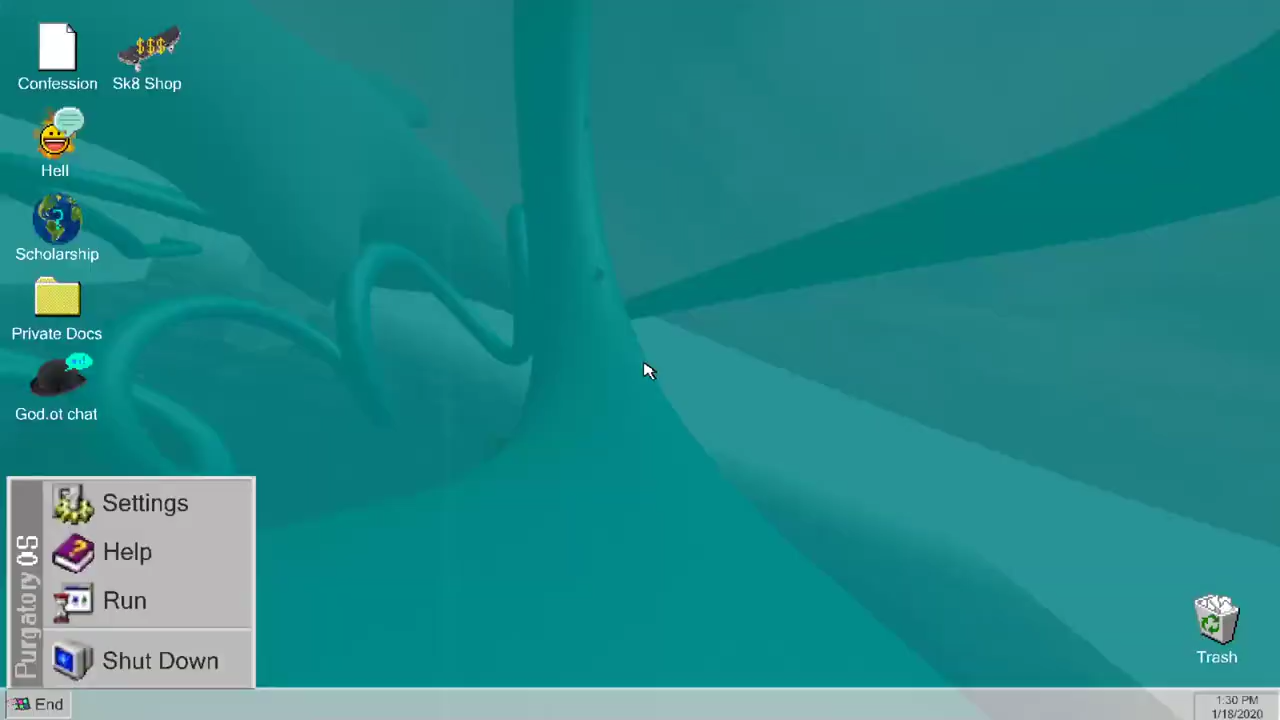 Confession
$$$
Sk8 Shop
Hell
?
Scholarship
Private Docs
God.ot chat
Purgatory OS
Settings
Help
Run
Shut Down
Trash
End
1:30 PM
1/18/2020